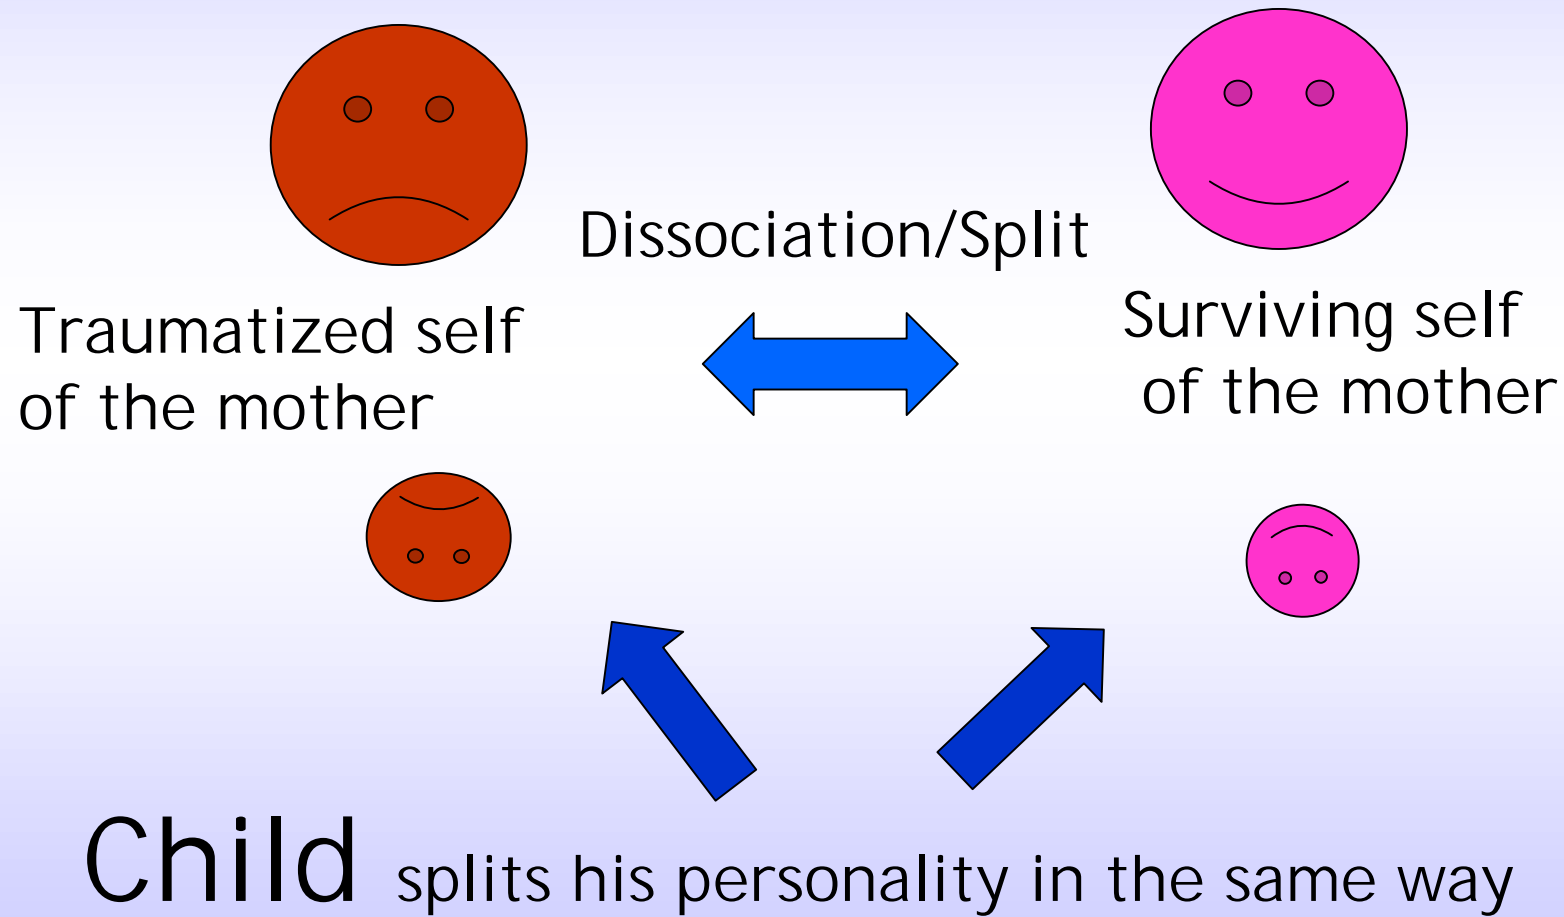 Dissociation/Split
Traumatized self
of the mother
Surviving self
of the mother
Child splits his personality in the same way